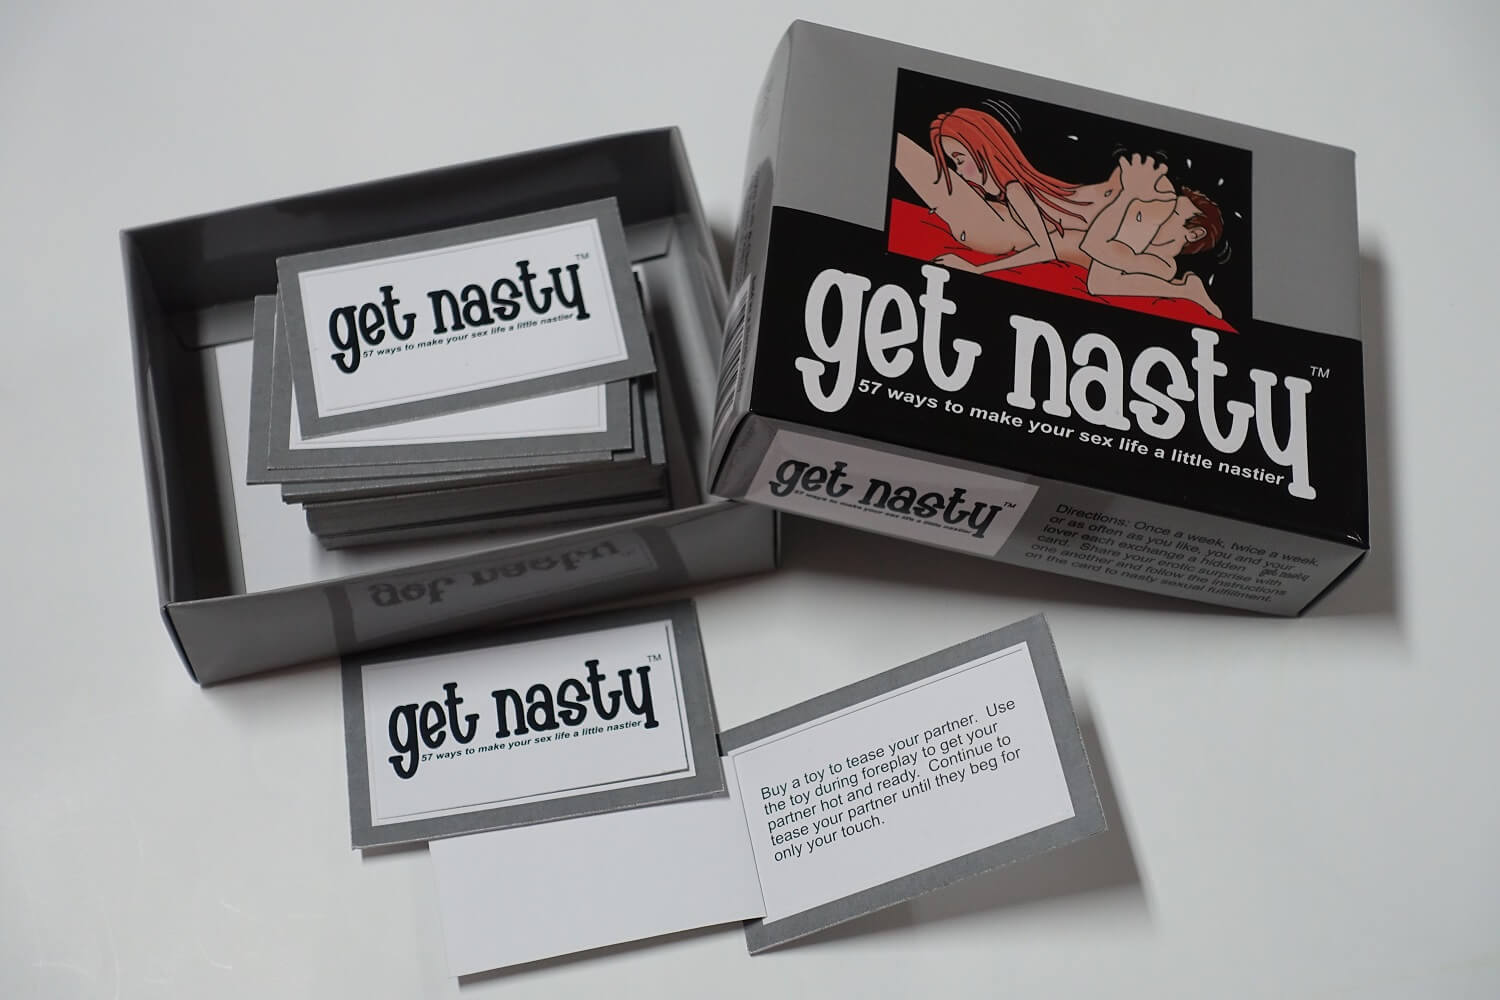 get nasty™
57 ways to make your sex life a little nastier
get nasty™
57 ways to make your sex life a little nastier
get nasty™
57 ways to make your sex life a little nastier
Directions: Once a week, twice a week,
or as often as you like, you and your
lover each exchange a hidden get nasty
card. Share your erotic surprise with
one another and follow the instructions
on the card to nasty sexual fulfillment.
get nasty
get nasty™
57 ways to make your sex life a little nastier
Buy a toy to tease your partner. Use
the toy during foreplay to get your
partner hot and ready. Continue to
tease your partner until they beg for
only your touch.